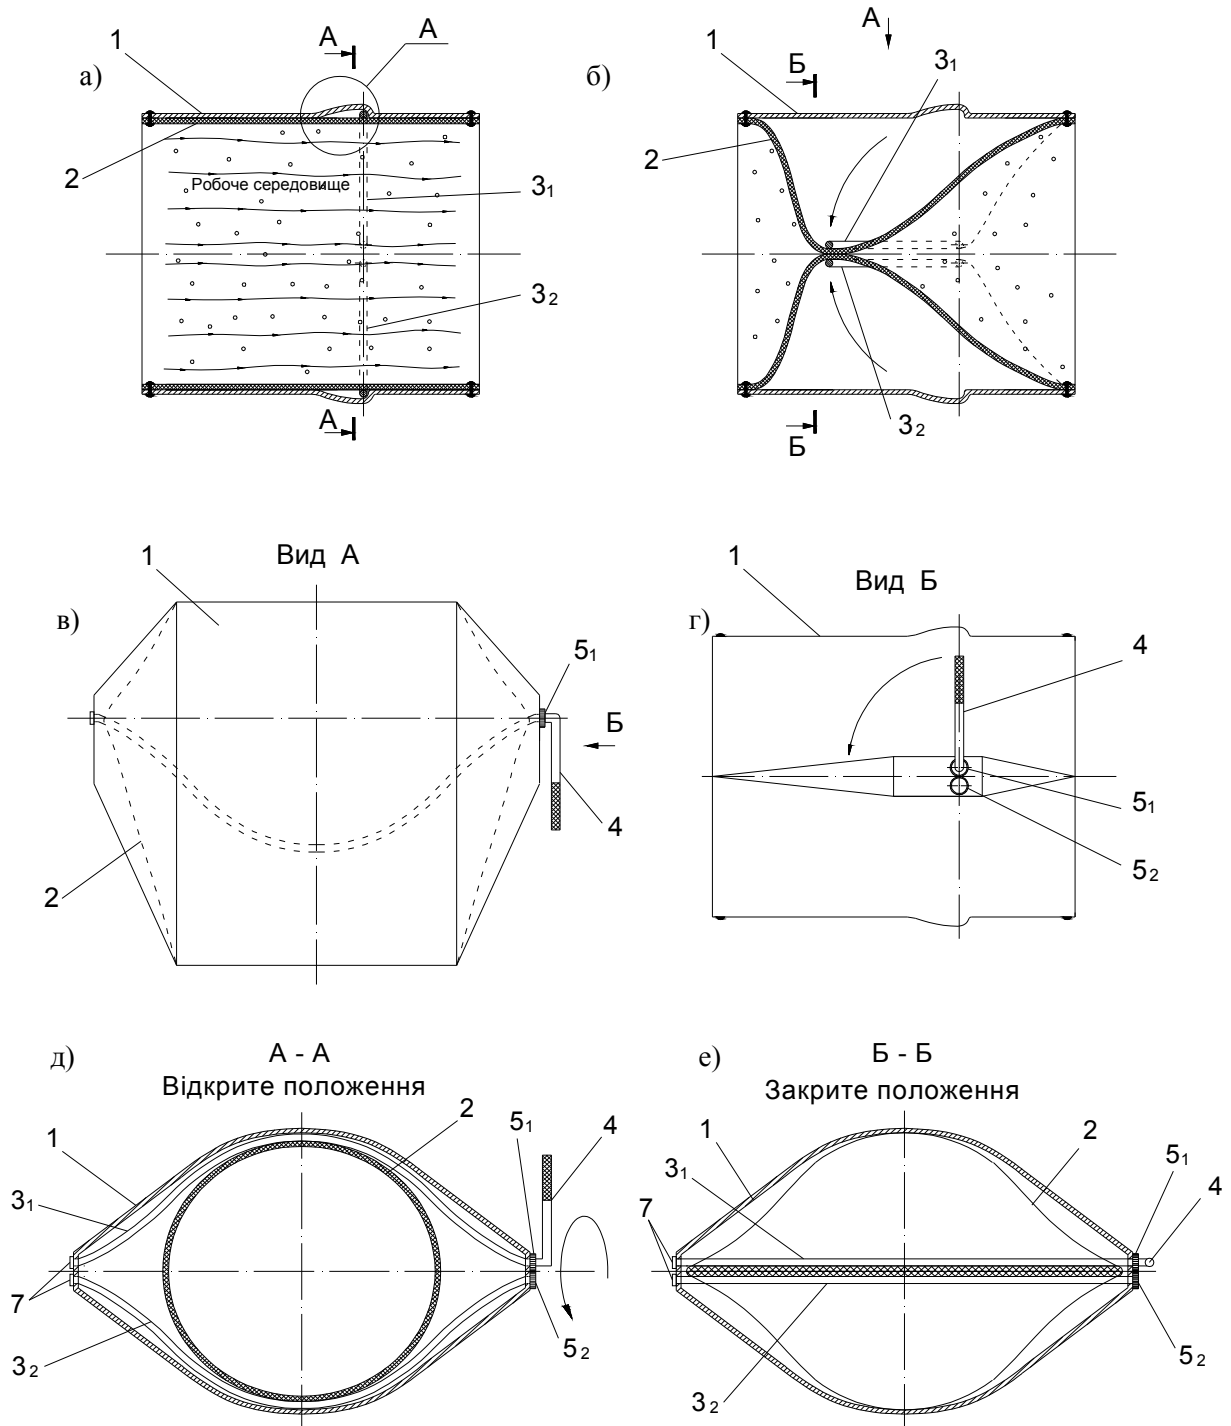 а)
1
А
А
2
Робоче середовище
3₁
3₂
А
б)
1
Б
А
3₁
2
3₂
Б
Вид А
в)
1
5₁
Б
4
2
Вид Б
г)
1
4
5₁
5₂
д)
А - А
Відкрите положення
1
2
5₁
4
3₁
7
3₂
5₂
е)
Б - Б
Закрите положення
1
2
5₁
4
3₁
7
3₂
5₂